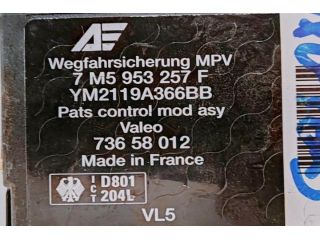 AE
Wegfahrsicherung MPV
7 M5 953 257 F
YM2119A366BB
Pats control mod asy
Valeo
736 58 012
Made in France
ICT D801
204L
VL5